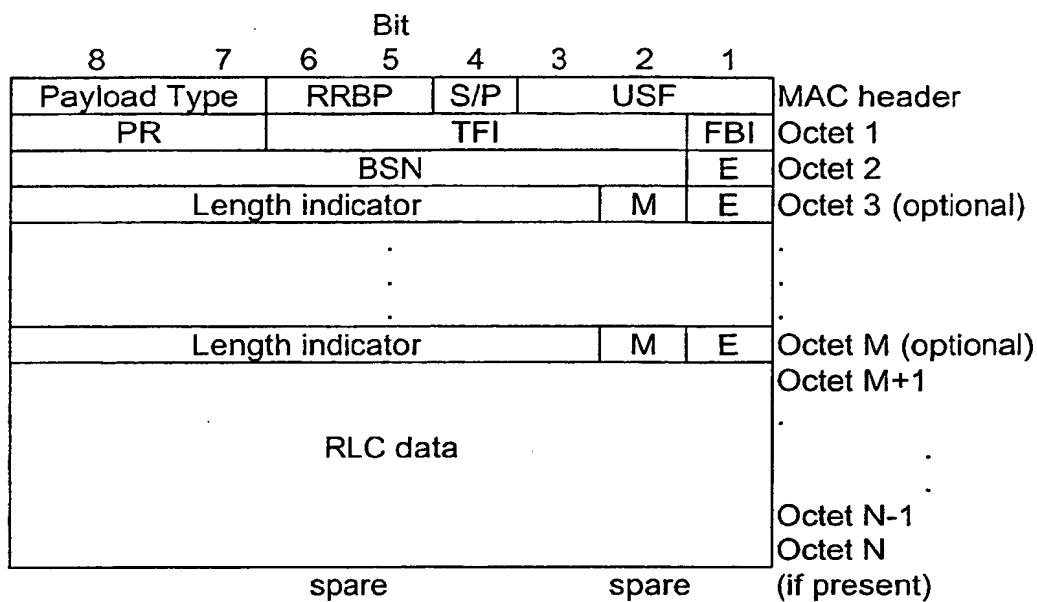 Bit
8 7 6 5 4 3 2 1
Payload Type RRBP S/P USF MAC header
PR TFI FBI Octet 1
BSN E Octet 2
Length indicator M E Octet 3 (optional)
. .
. .
. .
Length indicator M E Octet M (optional)
Octet M+1
.
RLC data .
.
Octet N-1
Octet N
spare spare (if present)